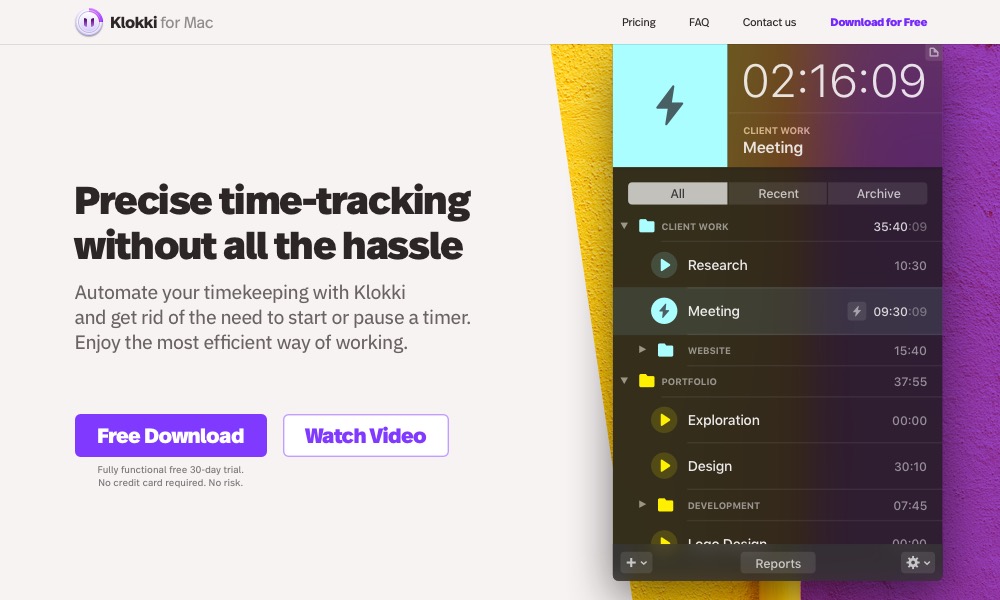 Klokki for Mac
Pricing
FAQ
Contact us
Download for Free
Precise time-tracking
without all the hassle
Automate your timekeeping with Klokki
and get rid of the need to start or pause a timer.
Enjoy the most efficient way of working.
Free Download
Watch Video
Fully functional free 30-day trial.
No credit card required. No risk.
02:16:09
CLIENT WORK
Meeting
All
Recent
Archive
CLIENT WORK 35:40:09
Research 10:30
Meeting 09:30:09
WEBSITE 15:40
PORTFOLIO 37:55
Exploration 00:00
Design 30:10
DEVELOPMENT 07:45
Logo Design 00:00
Reports